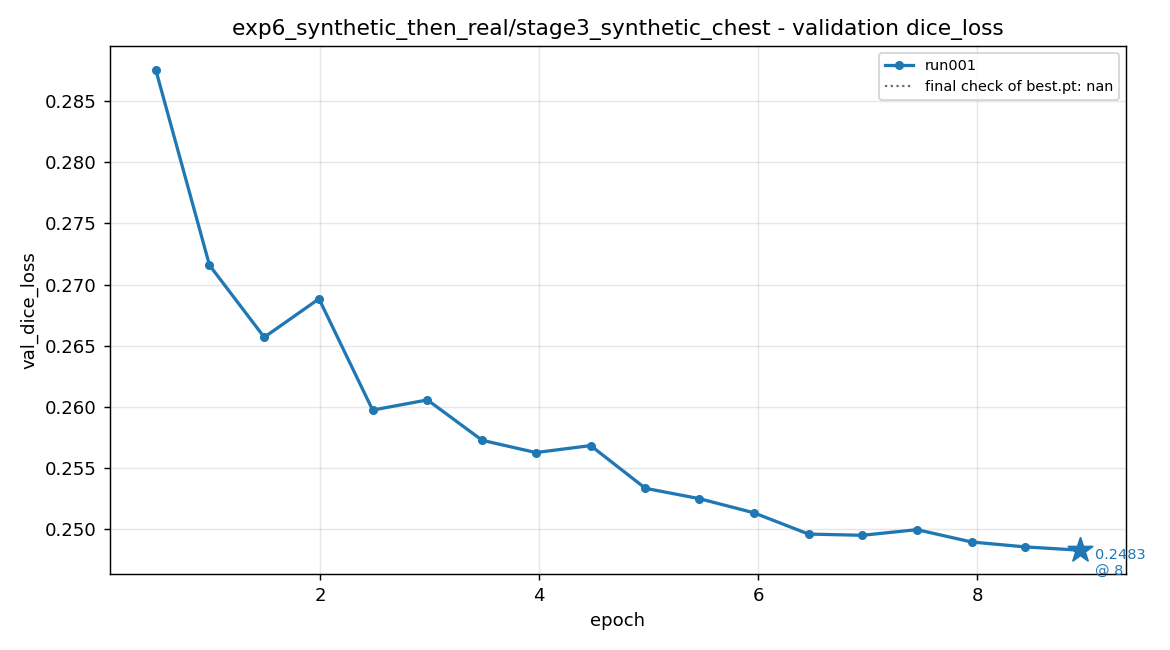 exp6_synthetic_then_real/stage3_synthetic_chest - validation dice_loss
run001
final check of best.pt: nan
val_dice_loss
0.285
0.280
0.275
0.270
0.265
0.260
0.255
0.250
0.2483
@ 8
2
4
6
8
epoch